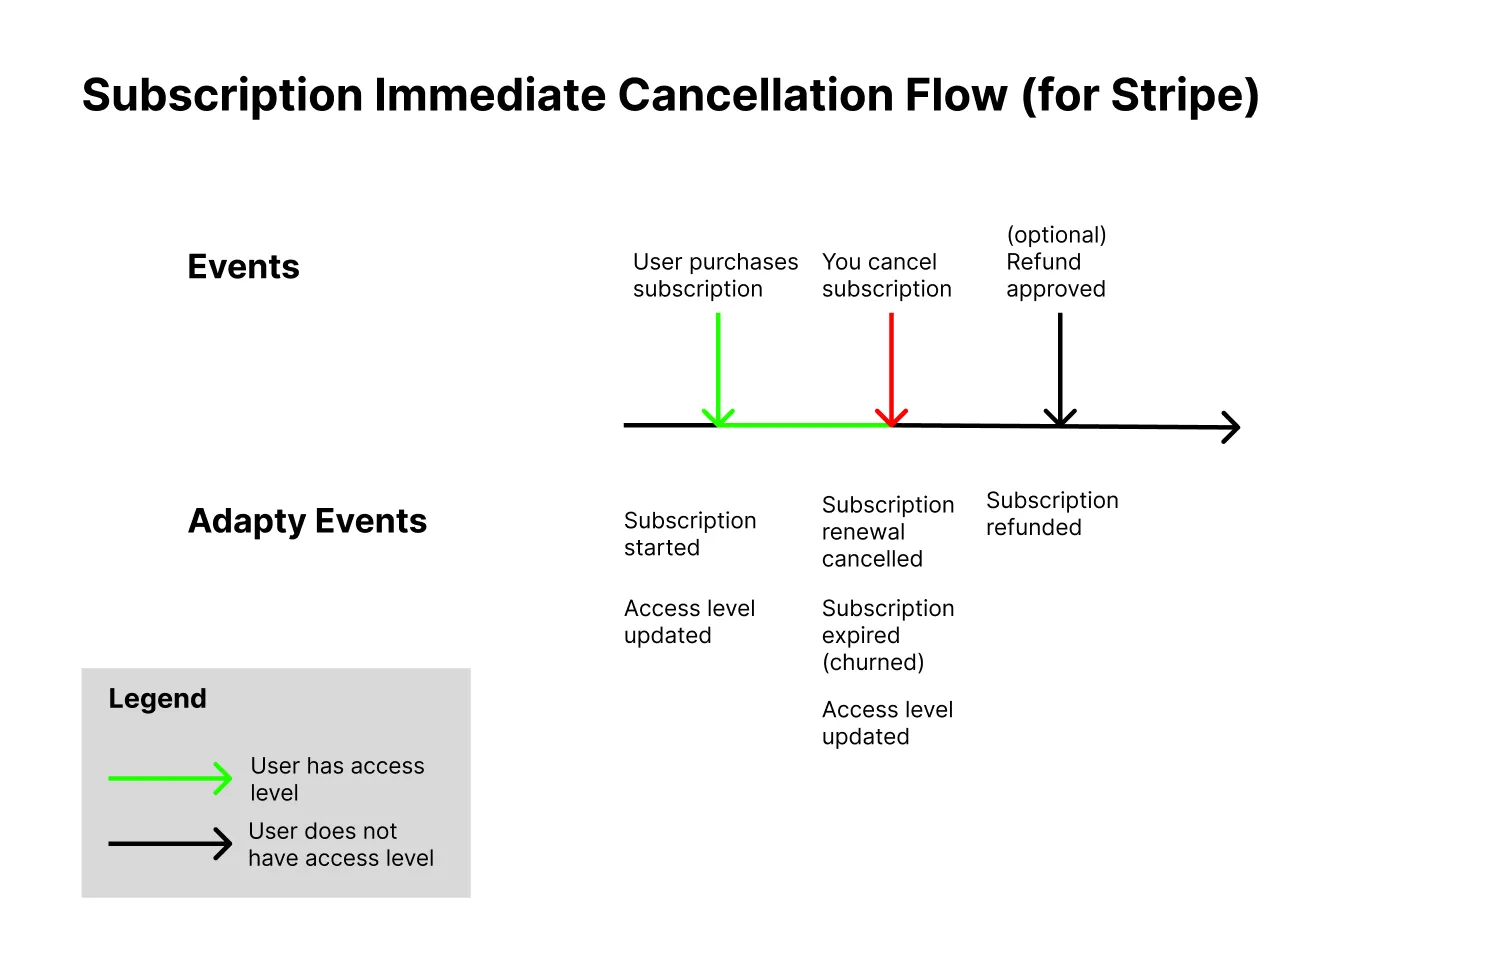 Subscription Immediate Cancellation Flow (for Stripe)
Events
User purchases
subscription
You cancel
subscription
(optional)
Refund
approved
Adapty Events
Subscription
started
Access level
updated
Subscription
renewal
cancelled
Subscription
expired
(churned)
Access level
updated
Subscription
refunded
Legend
User has access
level
User does not
have access level